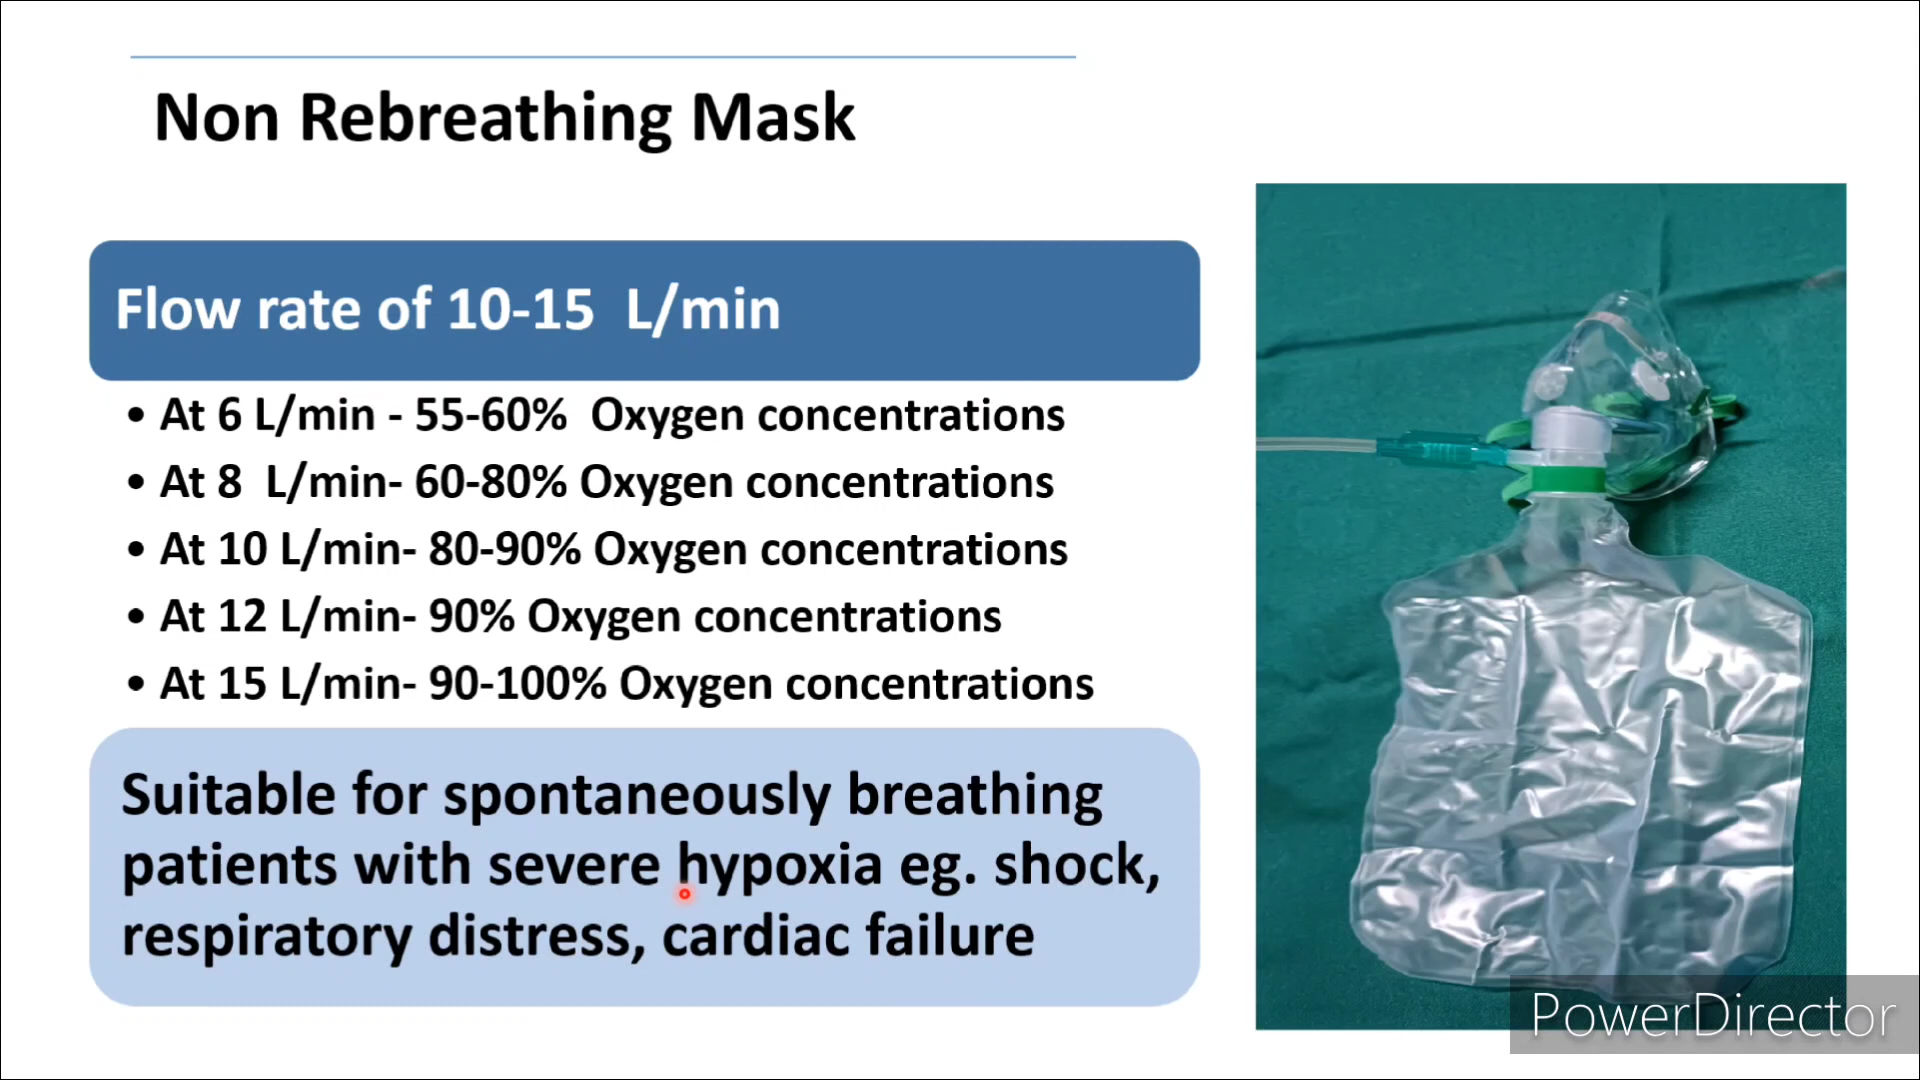 Non Rebreathing Mask
Flow rate of 10-15  L/min
• At 6 L/min - 55-60%  Oxygen concentrations
• At 8  L/min- 60-80% Oxygen concentrations
• At 10 L/min- 80-90% Oxygen concentrations
• At 12 L/min- 90% Oxygen concentrations
• At 15 L/min- 90-100% Oxygen concentrations
Suitable for spontaneously breathing
patients with severe hypoxia eg. shock,
respiratory distress, cardiac failure
PowerDirector